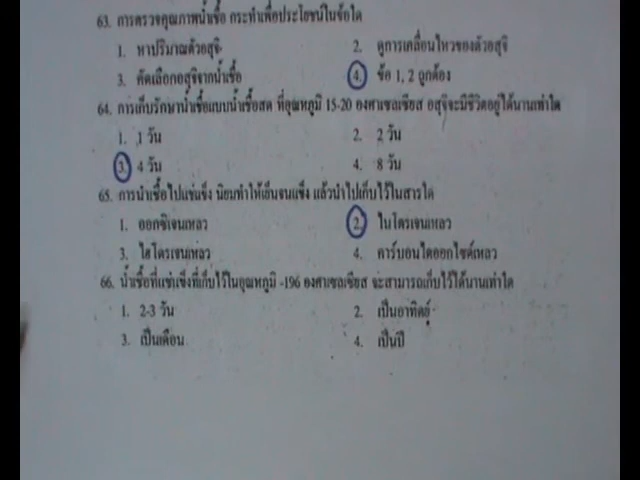 63. การตรวจคุณภาพน้ำเชื้อ กระทำเพื่อประโยชน์ในข้อใด
1. หาปริมาณตัวอสุจิ 2. ดูการเคลื่อนไหวของตัวอสุจิ
3. คัดเลือกอสุจิจากน้ำเชื้อ 4. ข้อ 1, 2 ถูกต้อง
64. การเก็บรักษาน้ำเชื้อแบบน้ำเชื้อสด ที่อุณหภูมิ 15-20 องศาเซลเซียส อสุจิจะมีชีวิตอยู่ได้นานเท่าใด
1. 1 วัน 2. 2 วัน
3. 4 วัน 4. 8 วัน
65. การนำเชื้อไปแช่แข็ง นิยมทำให้เย็นจนแข็ง แล้วนำไปเก็บไว้ในสารใด
1. ออกซิเจนเหลว 2. ไนโตรเจนเหลว
3. ไฮโดรเจนเหลว 4. คาร์บอนไดออกไซด์เหลว
66. น้ำเชื้อที่แช่แข็งที่เก็บไว้ในอุณหภูมิ -196 องศาเซลเซียส จะสามารถเก็บไว้ได้นานเท่าใด
1. 2-3 วัน 2. เป็นอาทิตย์
3. เป็นเดือน 4. เป็นปี